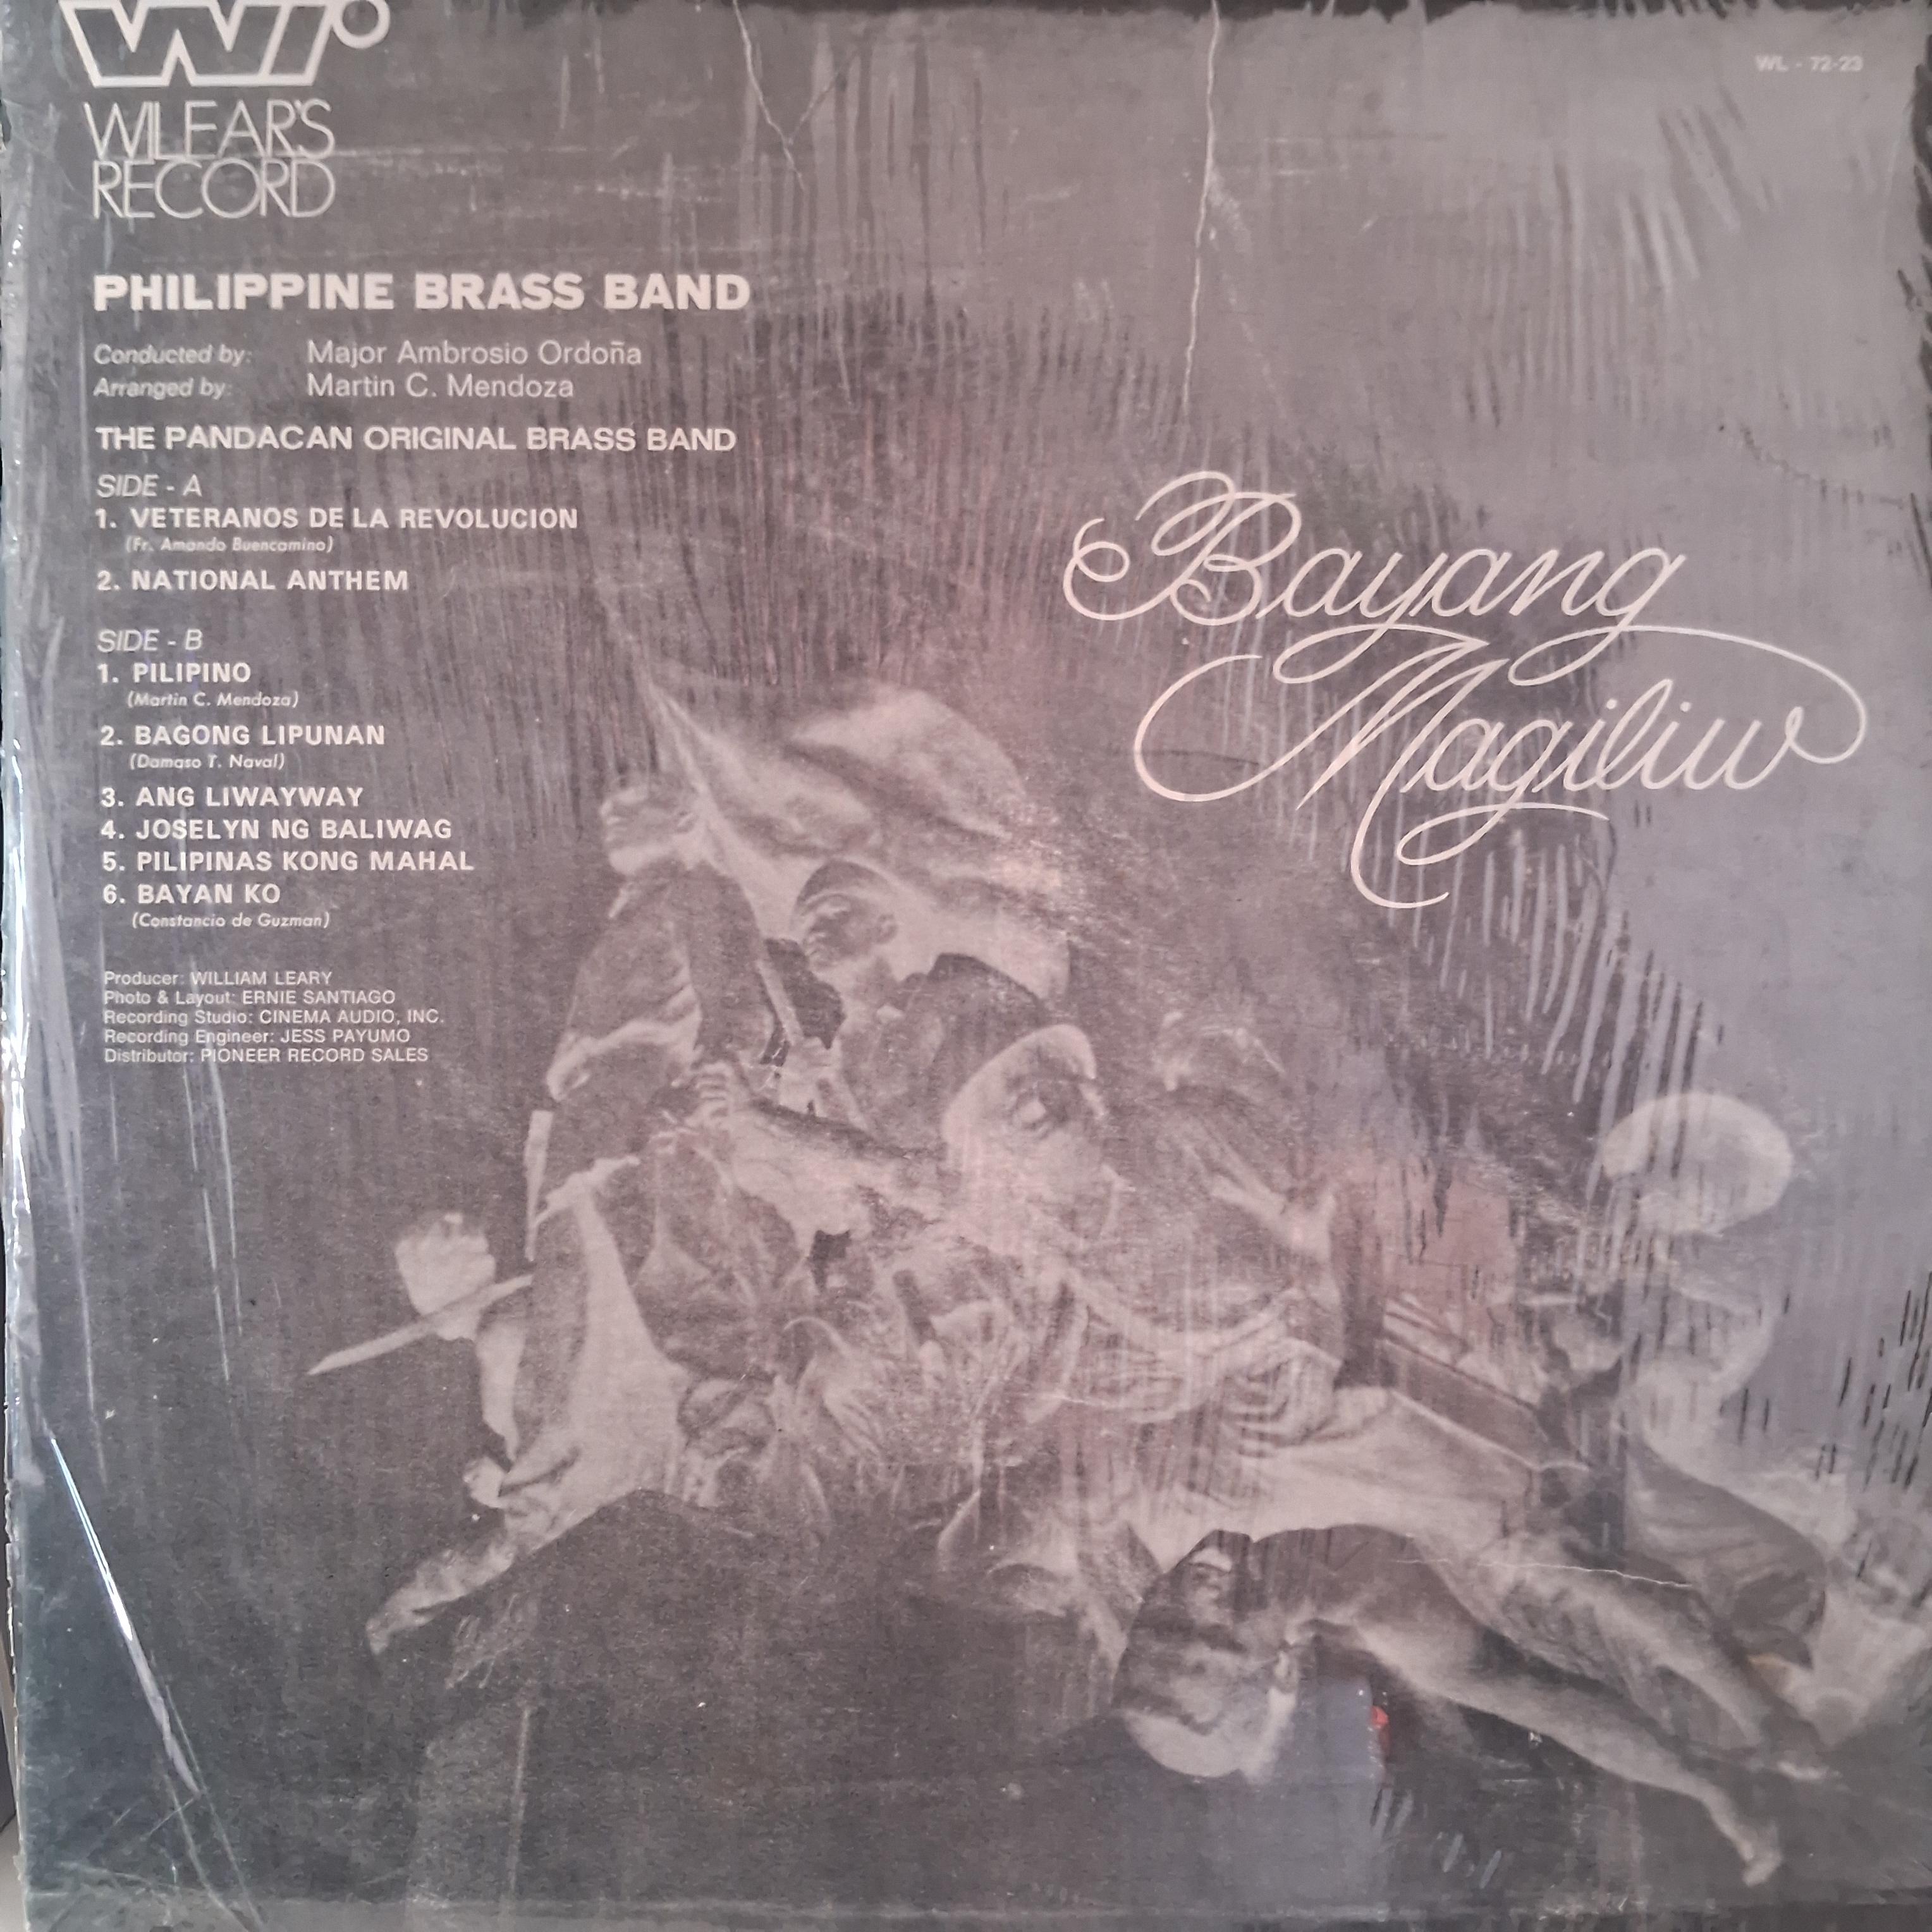 WILEAR'S
RECORD
WL - 72-23
PHILIPPINE BRASS BAND
Conducted by: Major Ambrosio Ordoña
Arranged by: Martin C. Mendoza
THE PANDACAN ORIGINAL BRASS BAND
SIDE - A
1. VETERANOS DE LA REVOLUCION
(Fr. Amando Buencamino)
2. NATIONAL ANTHEM
SIDE - B
1. PILIPINO
(Martin C. Mendoza)
2. BAGONG LIPUNAN
(Damaso T. Naval)
3. ANG LIWAYWAY
4. JOSELYN NG BALIWAG
5. PILIPINAS KONG MAHAL
6. BAYAN KO
(Constancio de Guzman)
Producer: WILLIAM LEARY
Photo & Layout: ERNIE SANTIAGO
Recording Studio: CINEMA AUDIO, INC.
Recording Engineer: JESS PAYUMO
Distributor: PIONEER RECORD SALES
Bayang
Magiliw